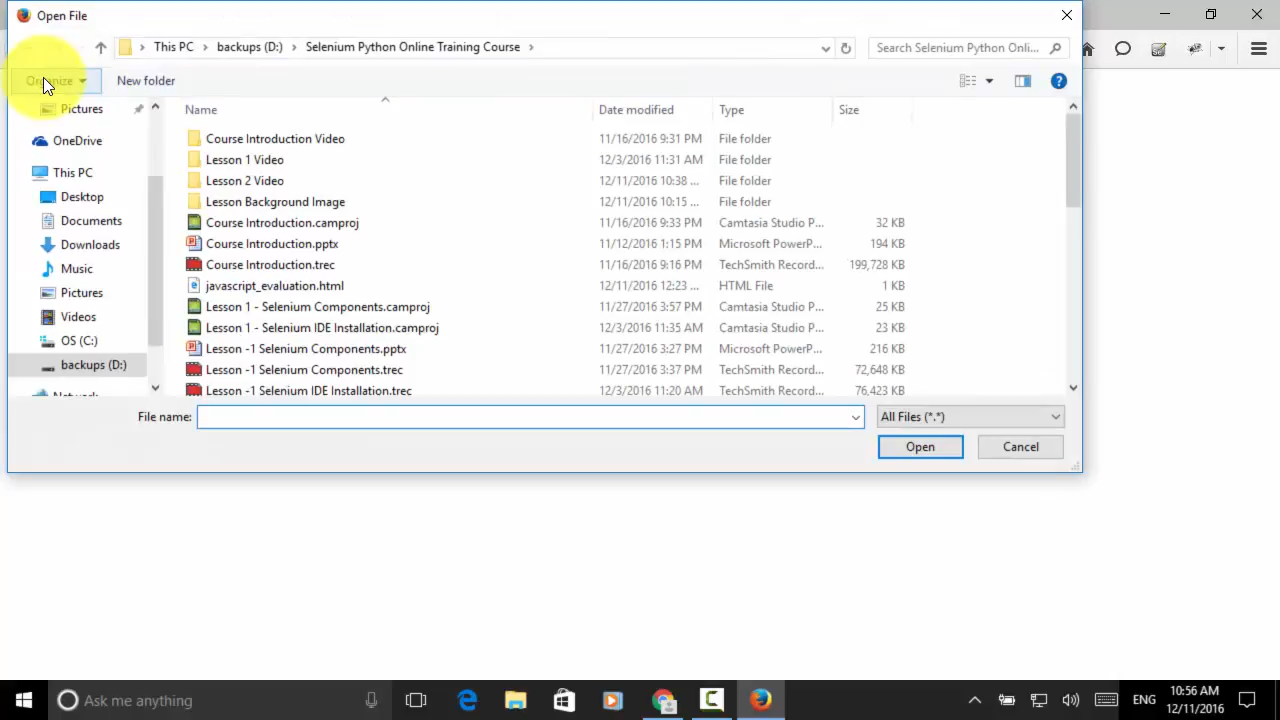 Open File
This PC > backups (D:) > Selenium Python Online Training Course >
Search Selenium Python Onli...
Organize
New folder
Pictures
OneDrive
This PC
Desktop
Documents
Downloads
Music
Pictures
Videos
OS (C:)
backups (D:)
Name Date modified Type Size
Course Introduction Video 11/16/2016 9:31 PM File folder
Lesson 1 Video 12/3/2016 11:31 AM File folder
Lesson 2 Video 12/11/2016 10:38 ... File folder
Lesson Background Image 12/11/2016 10:15 ... File folder
Course Introduction.camproj 11/16/2016 9:33 PM Camtasia Studio P... 32 KB
Course Introduction.pptx 11/12/2016 1:15 PM Microsoft PowerP... 194 KB
Course Introduction.trec 11/16/2016 9:16 PM TechSmith Record... 199,728 KB
javascript_evaluation.html 12/11/2016 12:23 ... HTML File 1 KB
Lesson 1 - Selenium Components.camproj 11/27/2016 3:57 PM Camtasia Studio P... 25 KB
Lesson 1 - Selenium IDE Installation.camproj 12/3/2016 11:35 AM Camtasia Studio P... 23 KB
Lesson -1 Selenium Components.pptx 11/27/2016 3:27 PM Microsoft PowerP... 216 KB
Lesson -1 Selenium Components.trec 11/27/2016 3:37 PM TechSmith Record... 72,648 KB
Lesson -1 Selenium IDE Installation.trec 12/3/2016 11:20 AM TechSmith Record... 76,423 KB
File name:
All Files (*.*)
Open
Cancel
Ask me anything
ENG
10:56 AM
12/11/2016